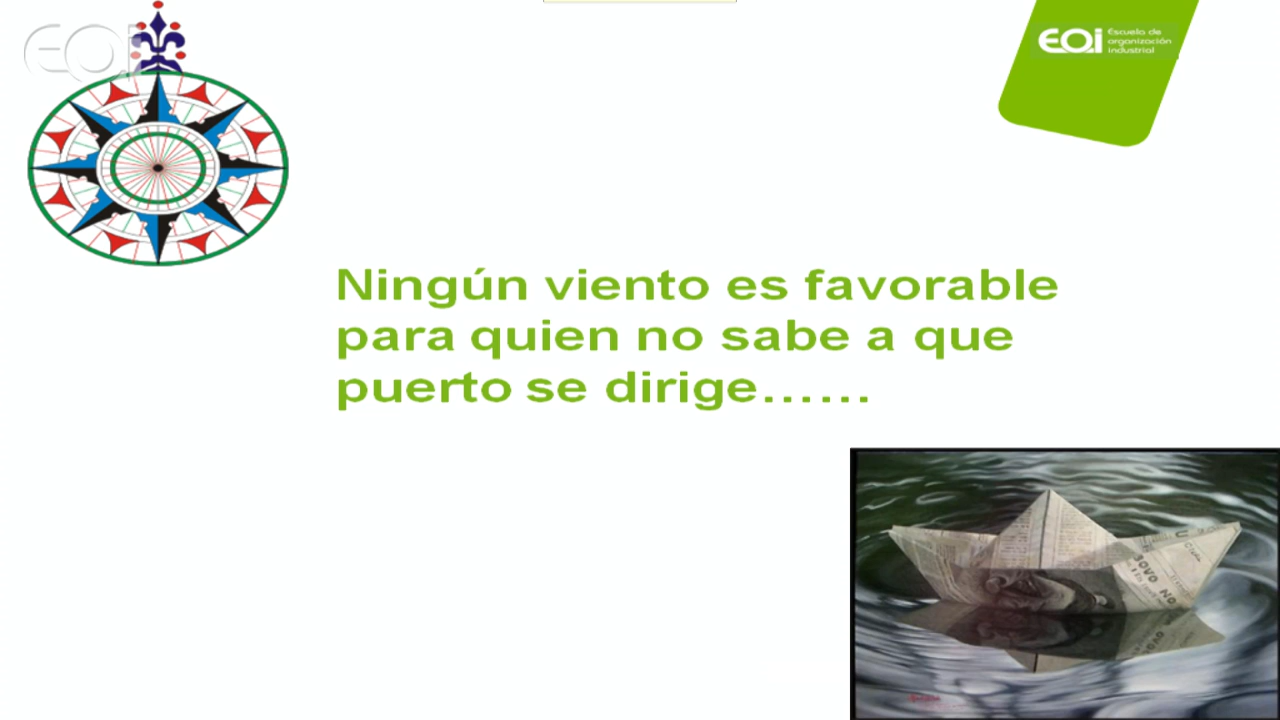 EOi
EOi Escuela de
organización
industrial
Ningún viento es favorable
para quien no sabe a que
puerto se dirige......